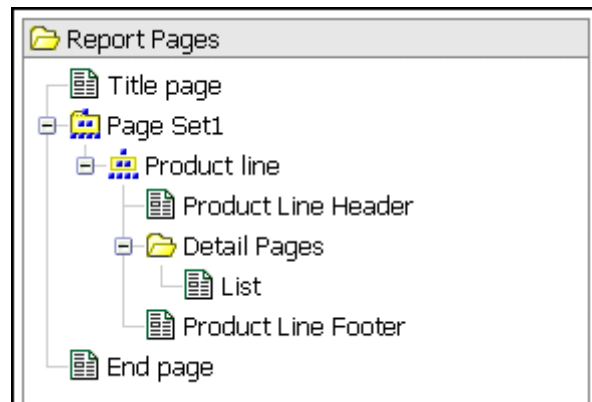 Report Pages
Title page
Page Set1
Product line
Product Line Header
Detail Pages
List
Product Line Footer
End page